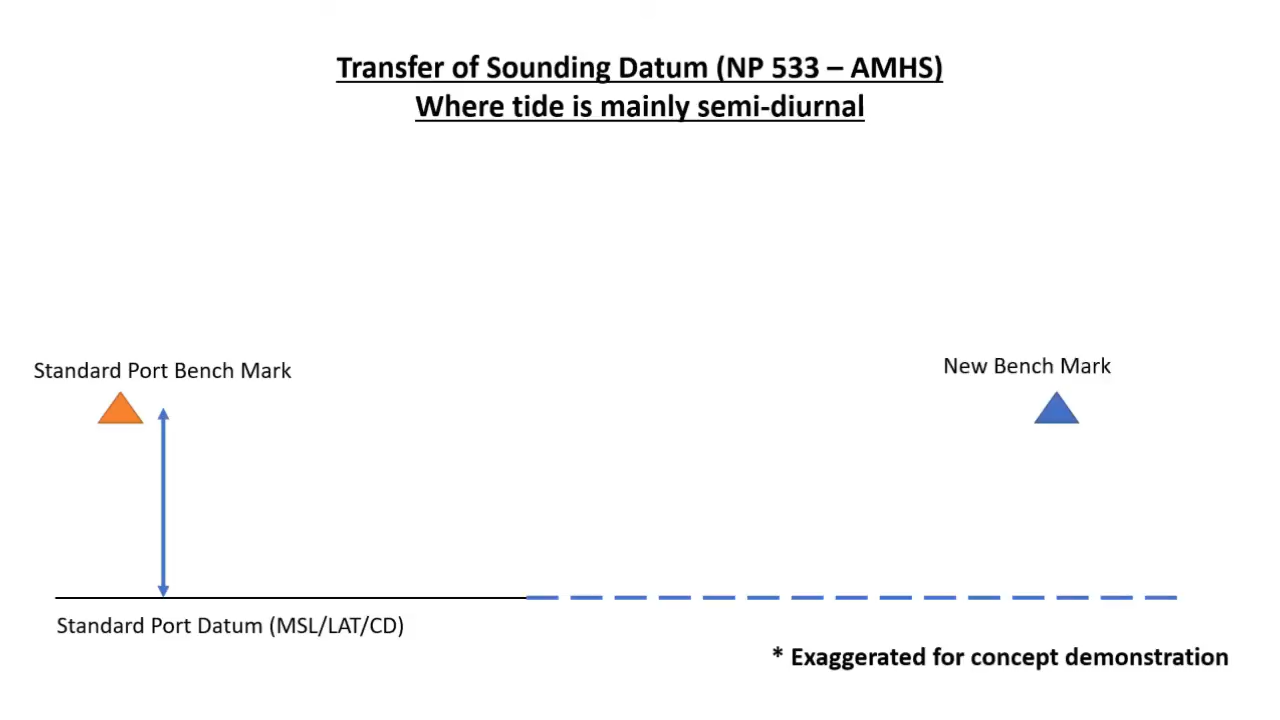 Transfer of Sounding Datum (NP 533 – AMHS)
Where tide is mainly semi-diurnal
Standard Port Bench Mark
New Bench Mark
Standard Port Datum (MSL/LAT/CD)
* Exaggerated for concept demonstration